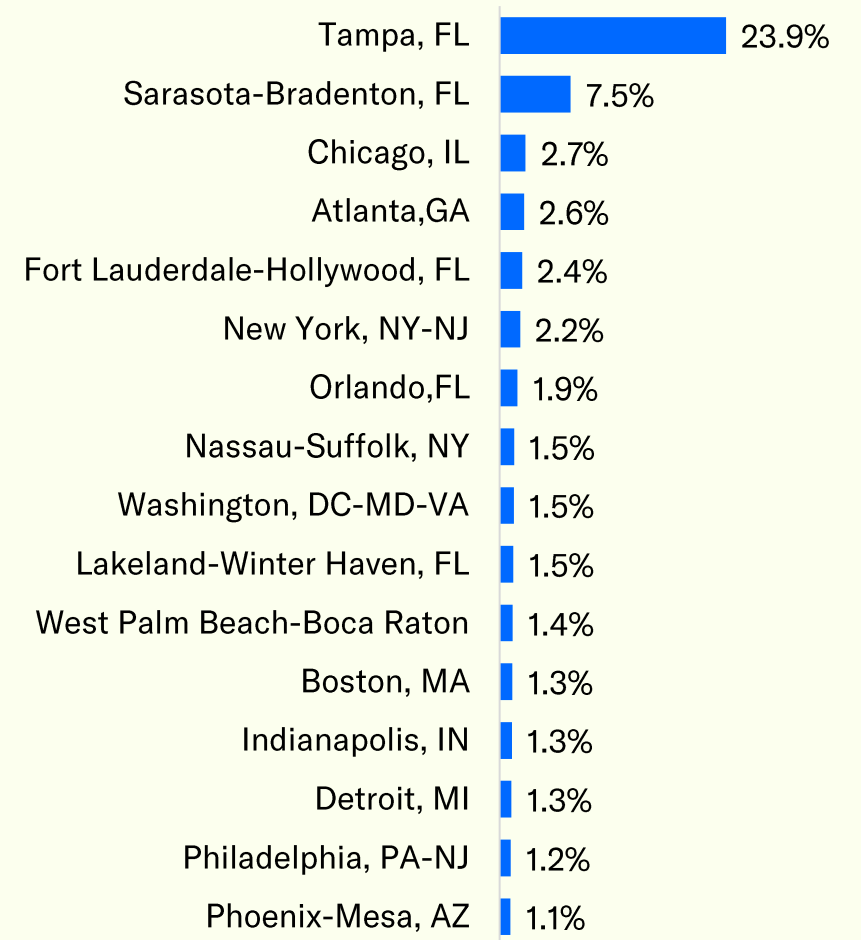 Tampa, FL 23.9%
Sarasota-Bradenton, FL 7.5%
Chicago, IL 2.7%
Atlanta,GA 2.6%
Fort Lauderdale-Hollywood, FL 2.4%
New York, NY-NJ 2.2%
Orlando,FL 1.9%
Nassau-Suffolk, NY 1.5%
Washington, DC-MD-VA 1.5%
Lakeland-Winter Haven, FL 1.5%
West Palm Beach-Boca Raton 1.4%
Boston, MA 1.3%
Indianapolis, IN 1.3%
Detroit, MI 1.3%
Philadelphia, PA-NJ 1.2%
Phoenix-Mesa, AZ 1.1%